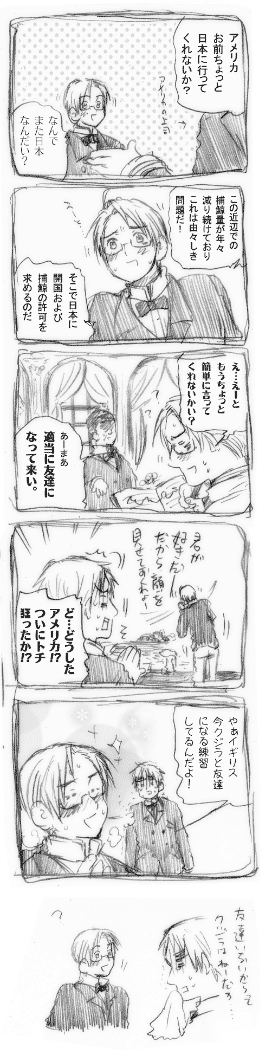 アメリカ
お前ちょっと
日本に行って
くれないか？
なんで
また日本
なんだい？
この近辺での
捕鯨量が年々
減り続けており
これは由々しき
問題だ！
そこで日本に
開国および
捕鯨の許可を
求めるのだ
え…えーと
もうちょっと
簡単に言って
くれないかい？
あーまあ
適当に友達に
なって来い。
君が
好きだー
だから顔を
見せてすよー！
ど…どうした
アメリカ!?
ついにトチ
狂ったか!?
やぁイギリス
今クジラと友達
になる練習
してるんだよ！
友達いないからって
クジラはねーだろ…
？